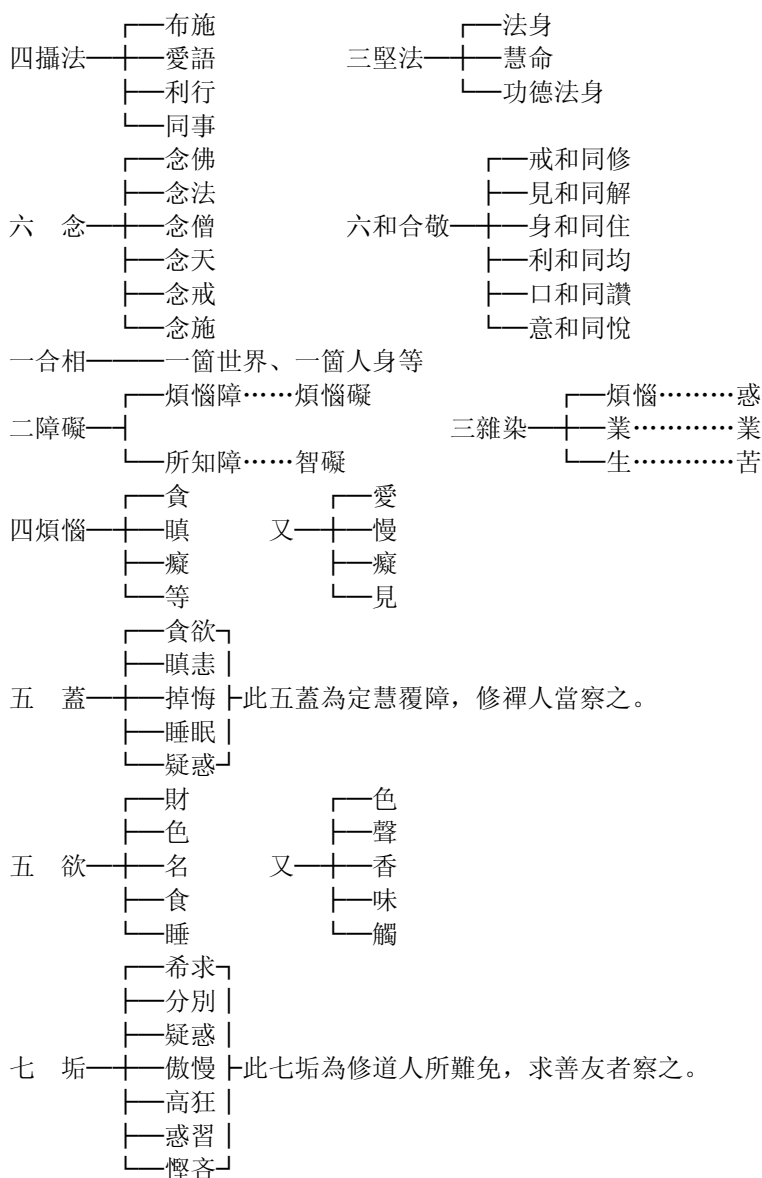 ┌──布施　　　　　　┌──法身
四攝法─┼──愛語　　　三堅法─┼──慧命
├──利行　　　　　　└──功德法身
└──同事
┌──念佛　　　　　　┌──戒和同修
├──念法　　　　　　├──見和同解
六　念─┼──念僧　　　六和合敬─┼──身和同住
├──念天　　　　　　├──利和同均
├──念戒　　　　　　├──口和同讚
└──念施　　　　　　└──意和同悅
一合相────一箇世界、一箇人身等
┌──煩惱障……煩惱礙　　　┌──煩惱………惑
二障礙─┤　　　三雜染─┼──業…………業
└──所知障……智礙　　　└──生…………苦
┌──貪　　　┌──愛
四煩惱─┼──瞋　　又─┼──慢
├──癡　　　├──癡
└──等　　　└──見
┌──貪欲┐
├──瞋恚│
五　蓋─┼──掉悔├此五蓋為定慧覆障，修禪人當察之。
├──睡眠│
└──疑惑┘
┌──財　　　┌──色
├──色　　　├──聲
五　欲─┼──名　　又─┼──香
├──食　　　├──味
└──睡　　　└──觸
┌──希求┐
├──分別│
├──疑惑│
七　垢─┼──傲慢├此七垢為修道人所難免，求善友者察之。
├──高狂│
├──惑習│
└──慳吝┘